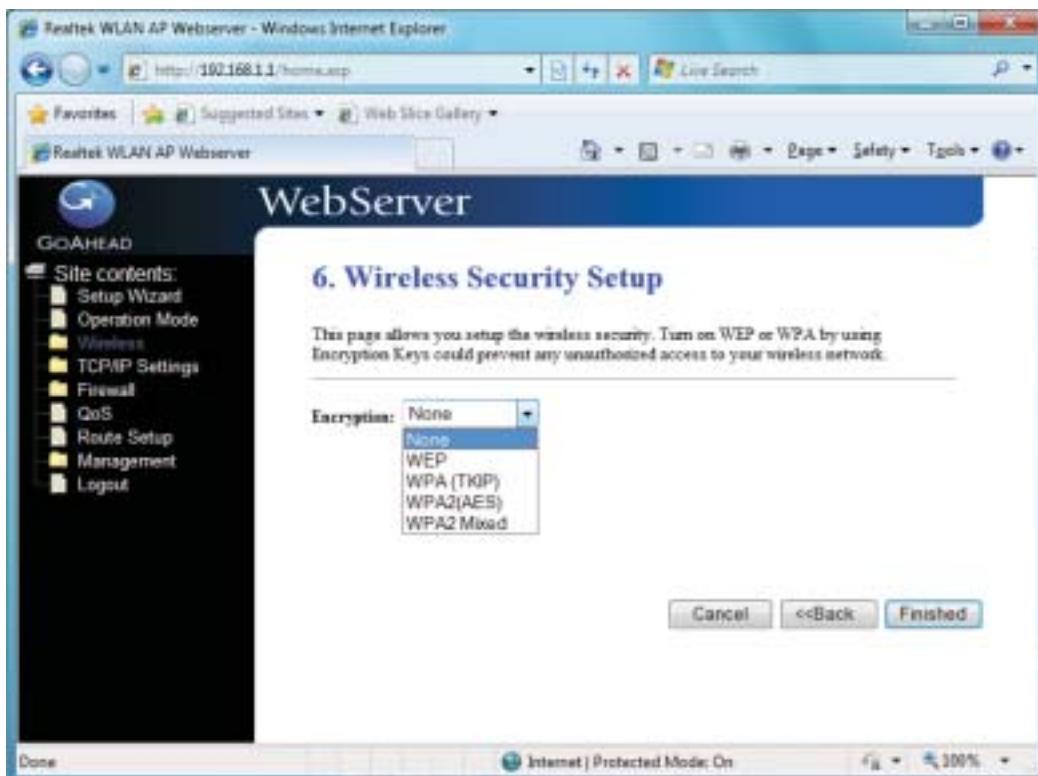 Realtek WLAN AP Webserver - Windows Internet Explorer
http://192.168.1.1/home.asp
Live Search
Favorites Suggested Sites Web Slice Gallery
Realtek WLAN AP Webserver
Page Safety Tools
WebServer
GOAHEAD
Site contents:
Setup Wizard
Operation Mode
Wireless
TCP/IP Settings
Firewall
QoS
Route Setup
Management
Logout
6. Wireless Security Setup
This page allows you setup the wireless security. Turn on WEP or WPA by using
Encryption Keys could prevent any unauthorized access to your wireless network.
Encryption: None
None
WEP
WPA (TKIP)
WPA2(AES)
WPA2 Mixed
Cancel <<Back Finished
Done Internet | Protected Mode: On 100%